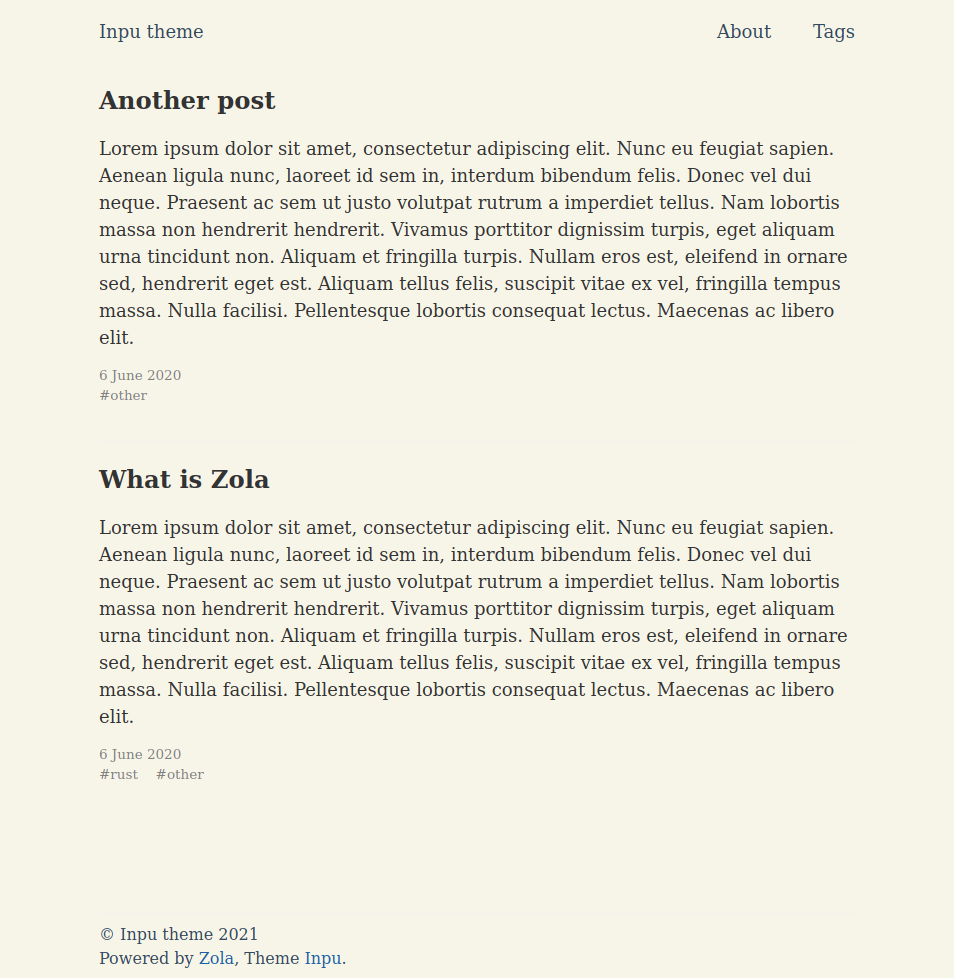 Inpu theme About Tags
Another post
Lorem ipsum dolor sit amet, consectetur adipiscing elit. Nunc eu feugiat sapien.
Aenean ligula nunc, laoreet id sem in, interdum bibendum felis. Donec vel dui
neque. Praesent ac sem ut justo volutpat rutrum a imperdiet tellus. Nam lobortis
massa non hendrerit hendrerit. Vivamus porttitor dignissim turpis, eget aliquam
urna tincidunt non. Aliquam et fringilla turpis. Nullam eros est, eleifend in ornare
sed, hendrerit eget est. Aliquam tellus felis, suscipit vitae ex vel, fringilla tempus
massa. Nulla facilisi. Pellentesque lobortis consequat lectus. Maecenas ac libero
elit.
6 June 2020
#other
What is Zola
Lorem ipsum dolor sit amet, consectetur adipiscing elit. Nunc eu feugiat sapien.
Aenean ligula nunc, laoreet id sem in, interdum bibendum felis. Donec vel dui
neque. Praesent ac sem ut justo volutpat rutrum a imperdiet tellus. Nam lobortis
massa non hendrerit hendrerit. Vivamus porttitor dignissim turpis, eget aliquam
urna tincidunt non. Aliquam et fringilla turpis. Nullam eros est, eleifend in ornare
sed, hendrerit eget est. Aliquam tellus felis, suscipit vitae ex vel, fringilla tempus
massa. Nulla facilisi. Pellentesque lobortis consequat lectus. Maecenas ac libero
elit.
6 June 2020
#rust #other
© Inpu theme 2021
Powered by Zola, Theme Inpu.